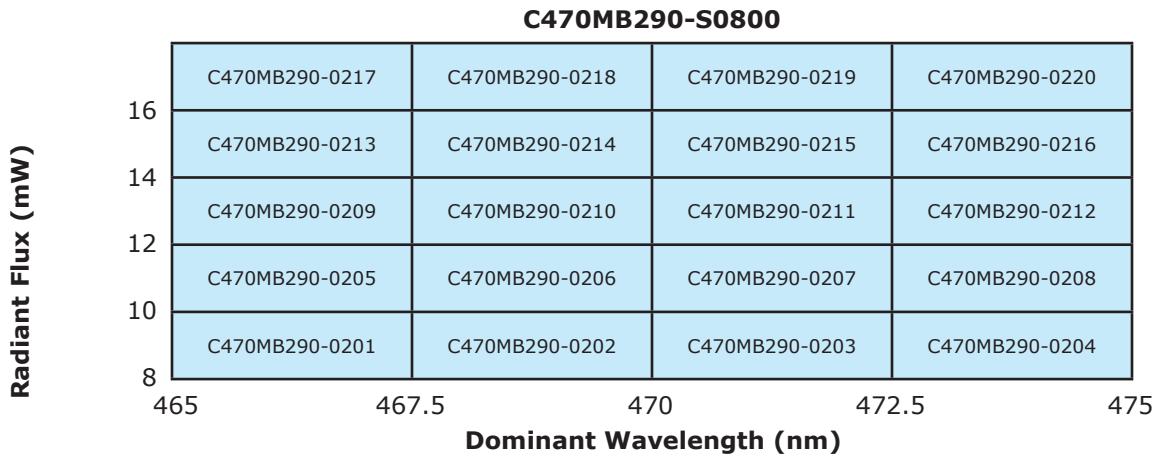 C470MB290-S0800
C470MB290-0217 C470MB290-0218 C470MB290-0219 C470MB290-0220
16
C470MB290-0213 C470MB290-0214 C470MB290-0215 C470MB290-0216
14
C470MB290-0209 C470MB290-0210 C470MB290-0211 C470MB290-0212
12
C470MB290-0205 C470MB290-0206 C470MB290-0207 C470MB290-0208
10
C470MB290-0201 C470MB290-0202 C470MB290-0203 C470MB290-0204
8
Radiant Flux (mW)
465 467.5 470 472.5 475
Dominant Wavelength (nm)